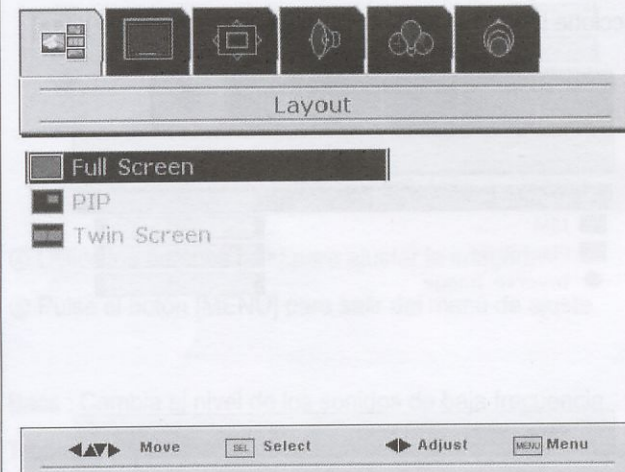 Layout
Full Screen
PIP
Twin Screen
Move SEL Select Adjust MENU Menu